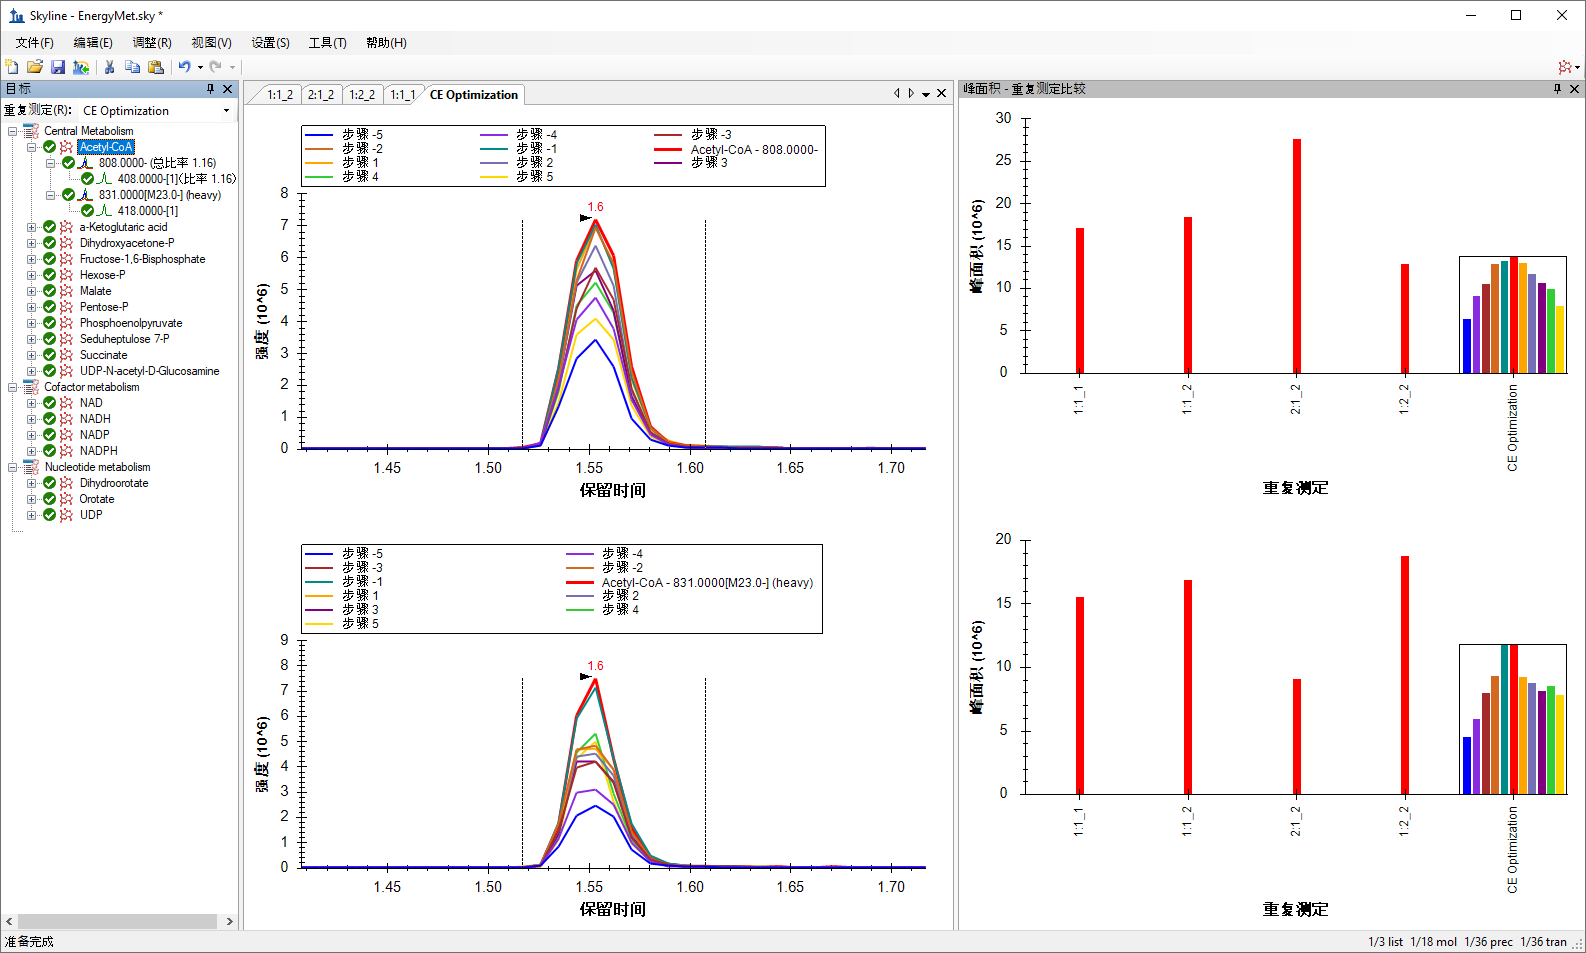 Skyline - EnergyMet.sky *
文件(F) 编辑(E) 调整(R) 视图(V) 设置(S) 工具(T) 帮助(H)
目标
重复测定(R): CE Optimization
Central Metabolism
Acetyl-CoA
808.0000- (总比率 1.16)
408.0000-[1](比率 1.16)
831.0000[M23.0-] (heavy)
418.0000-[1]
a-Ketoglutaric acid
Dihydroxyacetone-P
Fructose-1,6-Bisphosphate
Hexose-P
Malate
Pentose-P
Phosphoenolpyruvate
Seduheptulose 7-P
Succinate
UDP-N-acetyl-D-Glucosamine
Cofactor metabolism
NAD
NADH
NADP
NADPH
Nucleotide metabolism
Dihydroorotate
Orotate
UDP
1:1_2 2:1_2 1:2_2 1:1_1 CE Optimization
步骤 -5 步骤 -4 步骤 -3
步骤 -2 步骤 -1 Acetyl-CoA - 808.0000-
步骤 1 步骤 2 步骤 3
步骤 4 步骤 5
8
7
6
5
4
3
2
1
0
强度 (10^6)
1.6
1.45 1.50 1.55 1.60 1.65 1.70
保留时间
步骤 -5 步骤 -4
步骤 -3 步骤 -2
步骤 -1 Acetyl-CoA - 831.0000[M23.0-] (heavy)
步骤 1 步骤 2
步骤 3 步骤 4
步骤 5
9
8
7
6
5
4
3
2
1
0
强度 (10^6)
1.6
1.45 1.50 1.55 1.60 1.65 1.70
保留时间
峰面积 - 重复测定比较
30
25
20
15
10
5
0
峰面积 (10^6)
1:1_1 1:1_2 2:1_2 1:2_2 CE Optimization
重复测定
20
15
10
5
0
峰面积 (10^6)
1:1_1 1:1_2 2:1_2 1:2_2 CE Optimization
重复测定
准备完成
1/3 list 1/18 mol 1/36 prec 1/36 tran